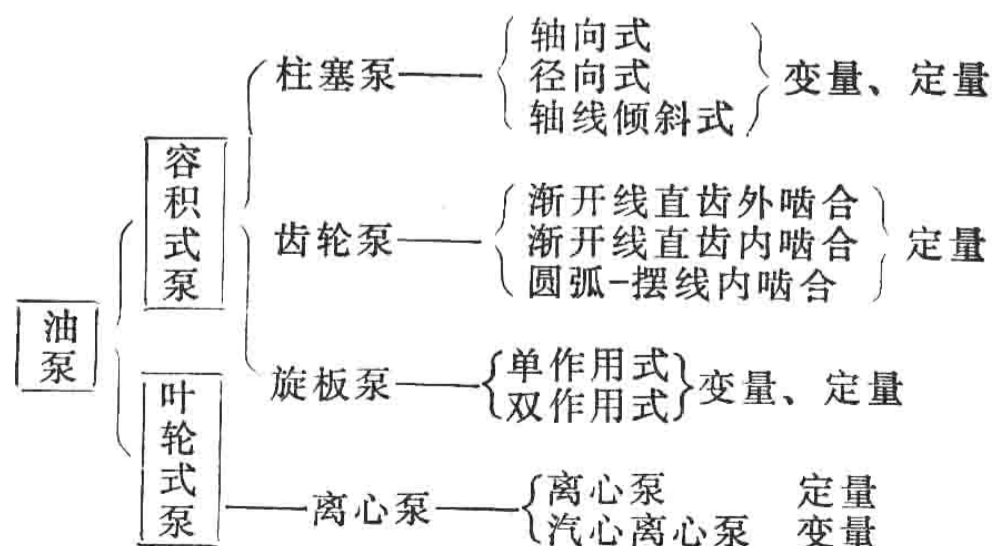 油泵
容积式泵
柱塞泵
轴向式
径向式
轴线倾斜式
变量、定量
齿轮泵
渐开线直齿外啮合
渐开线直齿内啮合
圆弧-摆线内啮合
定量
旋板泵
单作用式
双作用式
变量、定量
叶轮式泵
离心泵
离心泵 定量
汽心离心泵 变量